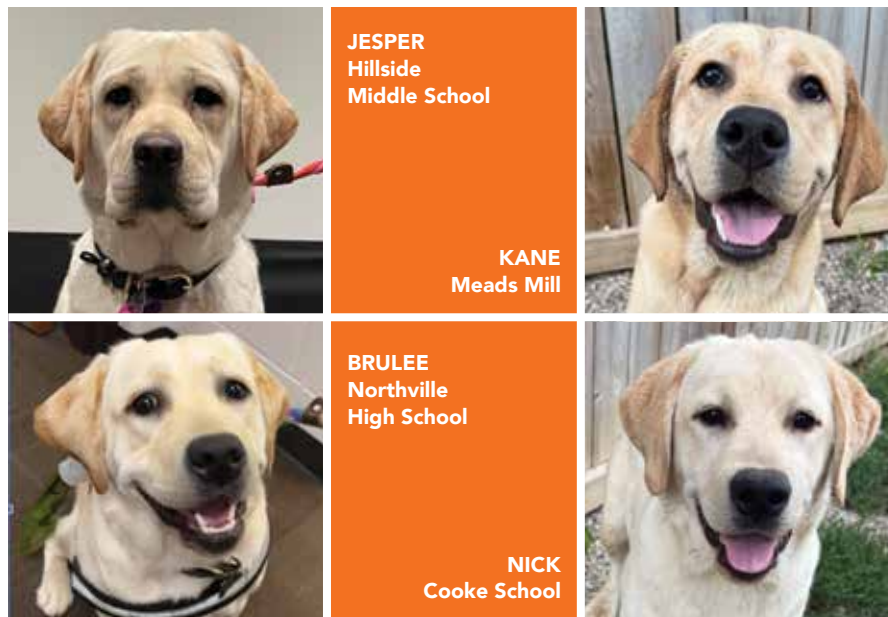 JESPER
Hillside
Middle School
KANE
Meads Mill
BRULEE
Northville
High School
NICK
Cooke School